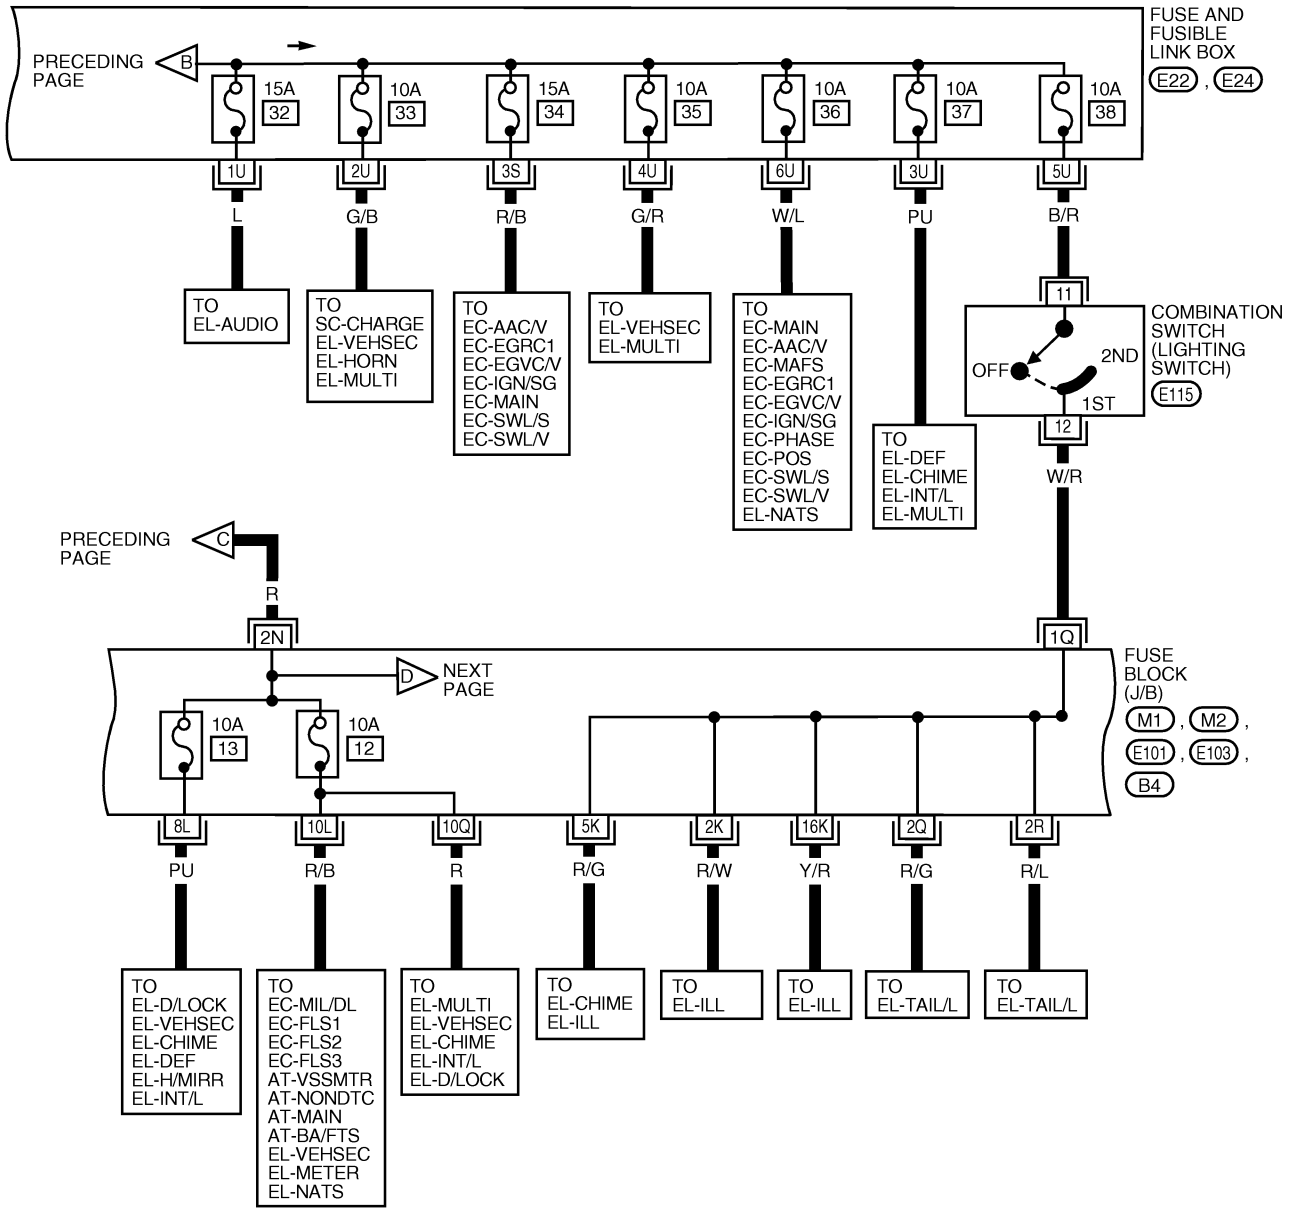 FUSE AND
FUSIBLE
LINK BOX
E22 , E24
PRECEDING
PAGE
B
15A
32
10A
33
15A
34
10A
35
10A
36
10A
37
10A
38
1U
2U
3S
4U
6U
3U
5U
L
G/B
R/B
G/R
W/L
PU
B/R
TO
EL-AUDIO
TO
SC-CHARGE
EL-VEHSEC
EL-HORN
EL-MULTI
TO
EC-AAC/V
EC-EGRC1
EC-EGVC/V
EC-IGN/SG
EC-MAIN
EC-SWL/S
EC-SWL/V
TO
EL-VEHSEC
EL-MULTI
TO
EC-MAIN
EC-AAC/V
EC-MAFS
EC-EGRC1
EC-EGVC/V
EC-IGN/SG
EC-PHASE
EC-POS
EC-SWL/S
EC-SWL/V
EL-NATS
TO
EL-DEF
EL-CHIME
EL-INT/L
EL-MULTI
11
OFF
2ND
1ST
12
COMBINATION
SWITCH
(LIGHTING
SWITCH)
E115
W/R
PRECEDING
PAGE
C
R
2N
1Q
D
NEXT
PAGE
FUSE
BLOCK
(J/B)
M1 , M2 ,
E101 , E103 ,
B4
10A
13
10A
12
8L
10L
10Q
5K
2K
16K
2Q
2R
PU
R/B
R
R/G
R/W
Y/R
R/G
R/L
TO
EL-D/LOCK
EL-VEHSEC
EL-CHIME
EL-DEF
EL-H/MIRR
EL-INT/L
TO
EC-MIL/DL
EC-FLS1
EC-FLS2
EC-FLS3
AT-VSSMTR
AT-NONDTC
AT-MAIN
AT-BA/FTS
EL-VEHSEC
EL-METER
EL-NATS
TO
EL-MULTI
EL-VEHSEC
EL-CHIME
EL-INT/L
EL-D/LOCK
TO
EL-CHIME
EL-ILL
TO
EL-ILL
TO
EL-ILL
TO
EL-TAIL/L
TO
EL-TAIL/L